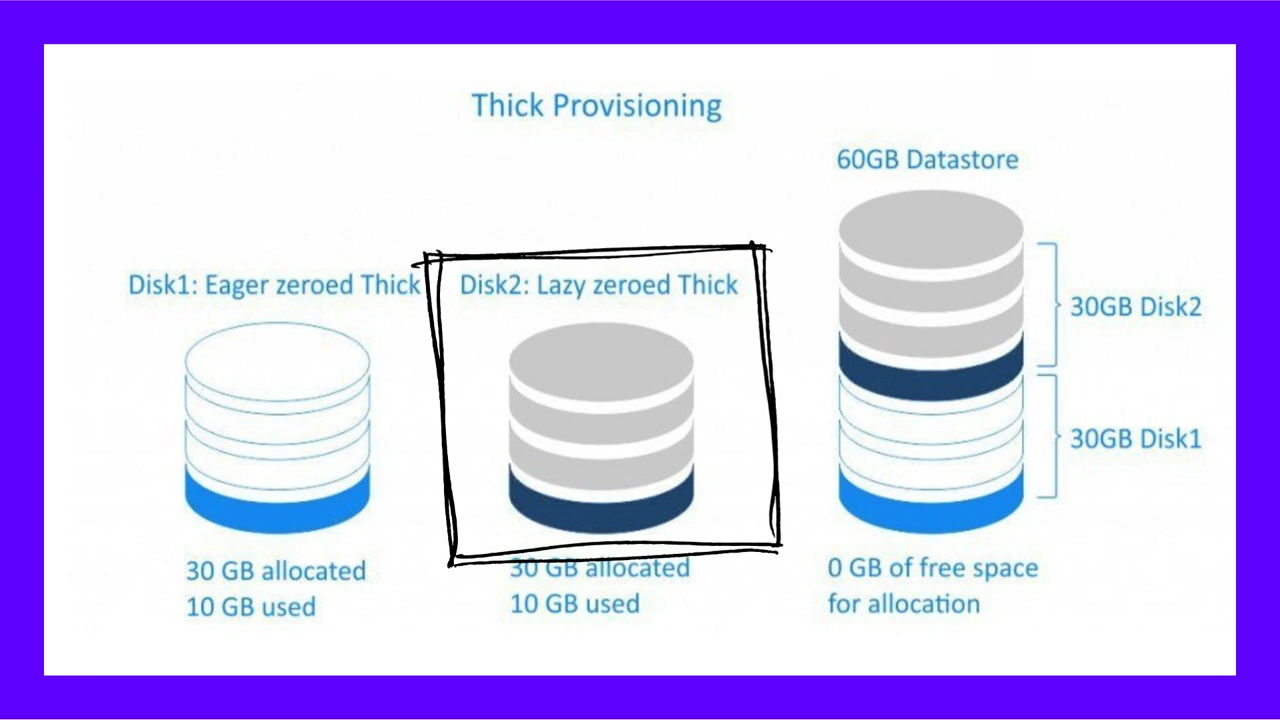 Thick Provisioning
60GB Datastore
Disk1: Eager zeroed Thick
Disk2: Lazy zeroed Thick
30GB Disk2
30GB Disk1
30 GB allocated
10 GB used
30 GB allocated
10 GB used
0 GB of free space
for allocation